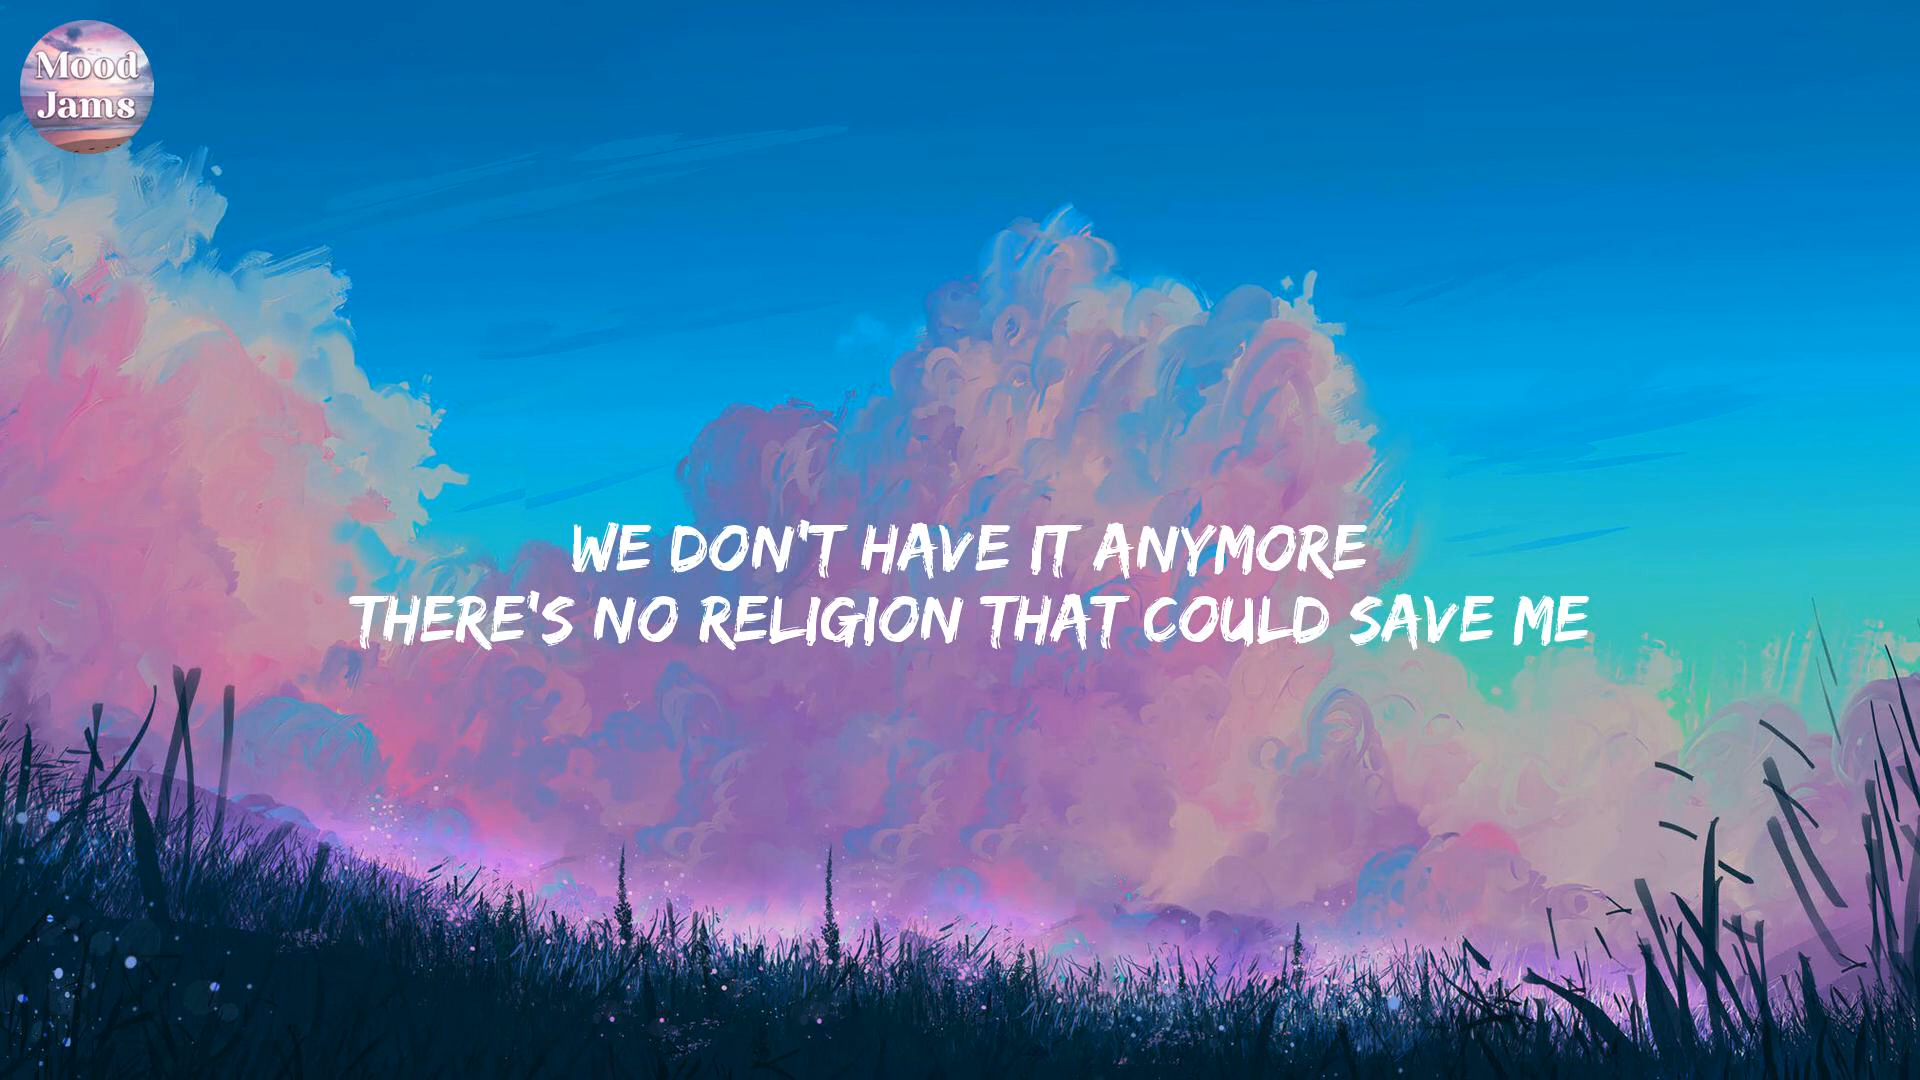 Mood
Jams
WE DON'T HAVE IT ANYMORE
THERE'S NO RELIGION THAT COULD SAVE ME